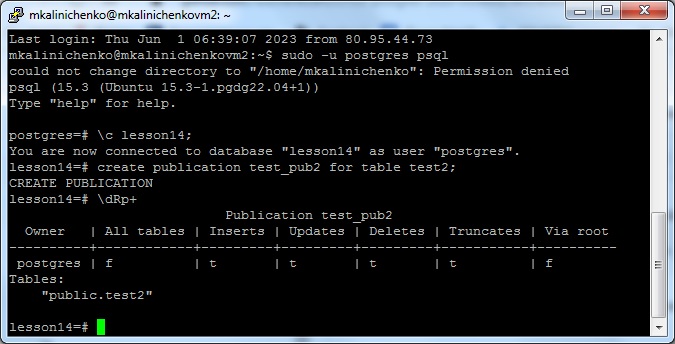 mkalinichenko@mkalinichenkovm2: ~
Last login: Thu Jun  1 06:39:07 2023 from 80.95.44.73
mkalinichenko@mkalinichenkovm2:~$ sudo -u postgres psql
could not change directory to "/home/mkalinichenko": Permission denied
psql (15.3 (Ubuntu 15.3-1.pgdg22.04+1))
Type "help" for help.
postgres=# \c lesson14;
You are now connected to database "lesson14" as user "postgres".
lesson14=# create publication test_pub2 for table test2;
CREATE PUBLICATION
lesson14=# \dRp+
                           Publication test_pub2
  Owner   | All tables | Inserts | Updates | Deletes | Truncates | Via root
----------+------------+---------+---------+---------+-----------+----------
 postgres | f          | t       | t       | t       | t         | f
Tables:
    "public.test2"
lesson14=#